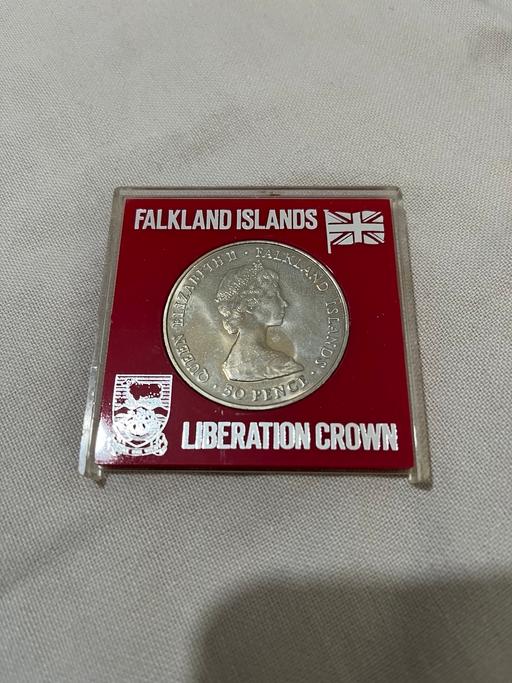 FALKLAND ISLANDS
QUEEN ELIZABETH II · FALKLAND ISLANDS
· 50 PENCE ·
LIBERATION CROWN